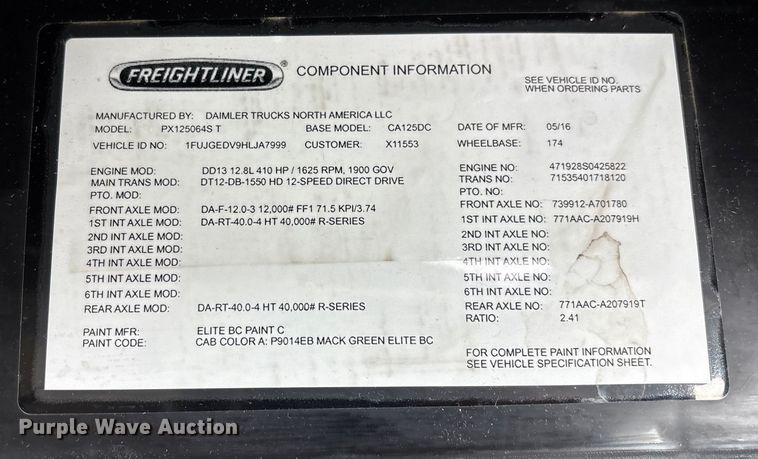 FREIGHTLINER ® COMPONENT INFORMATION
SEE VEHICLE ID NO.
WHEN ORDERING PARTS
MANUFACTURED BY: DAIMLER TRUCKS NORTH AMERICA LLC
MODEL: PX125064S T BASE MODEL: CA125DC DATE OF MFR: 05/16
VEHICLE ID NO: 1FUJGEDV9HLJA7999 CUSTOMER: X11553 WHEELBASE: 174
ENGINE MOD: DD13 12.8L 410 HP / 1625 RPM, 1900 GOV ENGINE NO: 471928S0425822
MAIN TRANS MOD: DT12-DB-1550 HD 12-SPEED DIRECT DRIVE TRANS NO: 71535401718120
PTO. MOD: PTO. NO:
FRONT AXLE MOD: DA-F-12.0-3 12,000# FF1 71.5 KPI/3.74 FRONT AXLE NO: 739912-A701780
1ST INT AXLE MOD: DA-RT-40.0-4 HT 40,000# R-SERIES 1ST INT AXLE NO: 771AAC-A207919H
2ND INT AXLE MOD: 2ND INT AXLE NO:
3RD INT AXLE MOD: 3RD INT AXLE NO:
4TH INT AXLE MOD: 4TH INT AXLE NO:
5TH INT AXLE MOD: 5TH INT AXLE NO:
6TH INT AXLE MOD: 6TH INT AXLE NO:
REAR AXLE MOD: DA-RT-40.0-4 HT 40,000# R-SERIES REAR AXLE NO: 771AAC-A207919T
RATIO: 2.41
PAINT MFR: ELITE BC PAINT C
PAINT CODE: CAB COLOR A: P9014EB MACK GREEN ELITE BC
FOR COMPLETE PAINT INFORMATION
SEE VEHICLE SPECIFICATION SHEET.
Purple Wave Auction